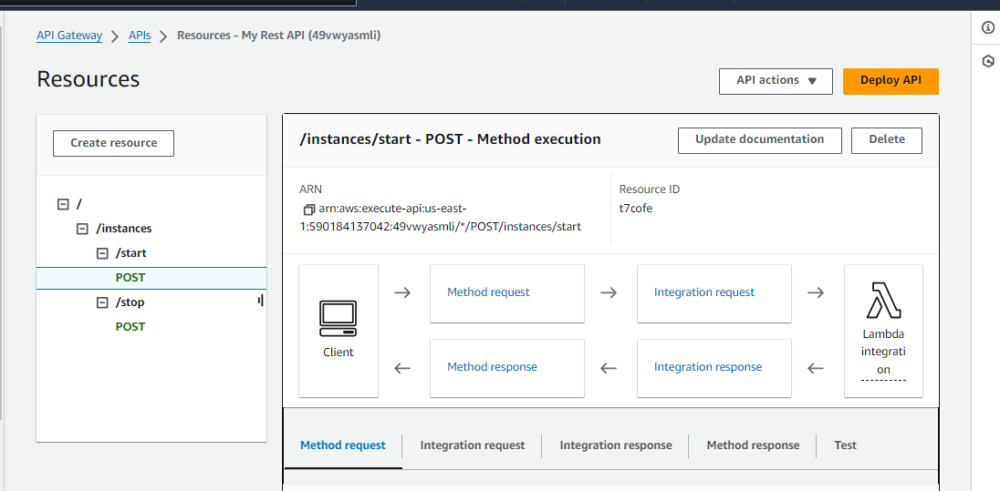 API Gateway > APIs > Resources - My Rest API (49vwyasmli)
Resources
API actions ▼
Deploy API
Create resource
/
/instances
/start
POST
/stop
POST
/instances/start - POST - Method execution
Update documentation
Delete
ARN
arn:aws:execute-api:us-east-
1:590184137042:49vwyasmli/*/POST/instances/start
Resource ID
t7cofe
Client
Method request
Integration request
Method response
Integration response
Lambda
integrati
on
Method request
Integration request
Integration response
Method response
Test